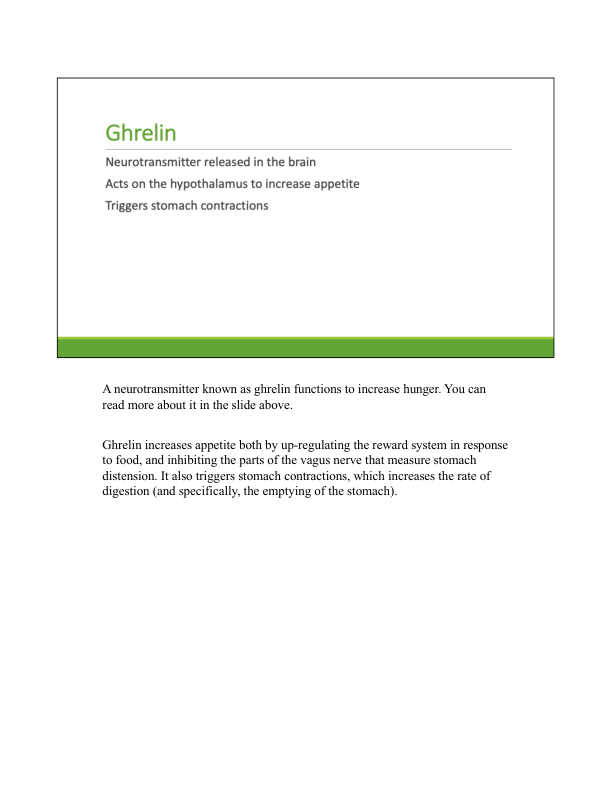 Ghrelin
Neurotransmitter released in the brain
Acts on the hypothalamus to increase appetite
Triggers stomach contractions
A neurotransmitter known as ghrelin functions to increase hunger. You can
read more about it in the slide above.
Ghrelin increases appetite both by up-regulating the reward system in response
to food, and inhibiting the parts of the vagus nerve that measure stomach
distension. It also triggers stomach contractions, which increases the rate of
digestion (and specifically, the emptying of the stomach).